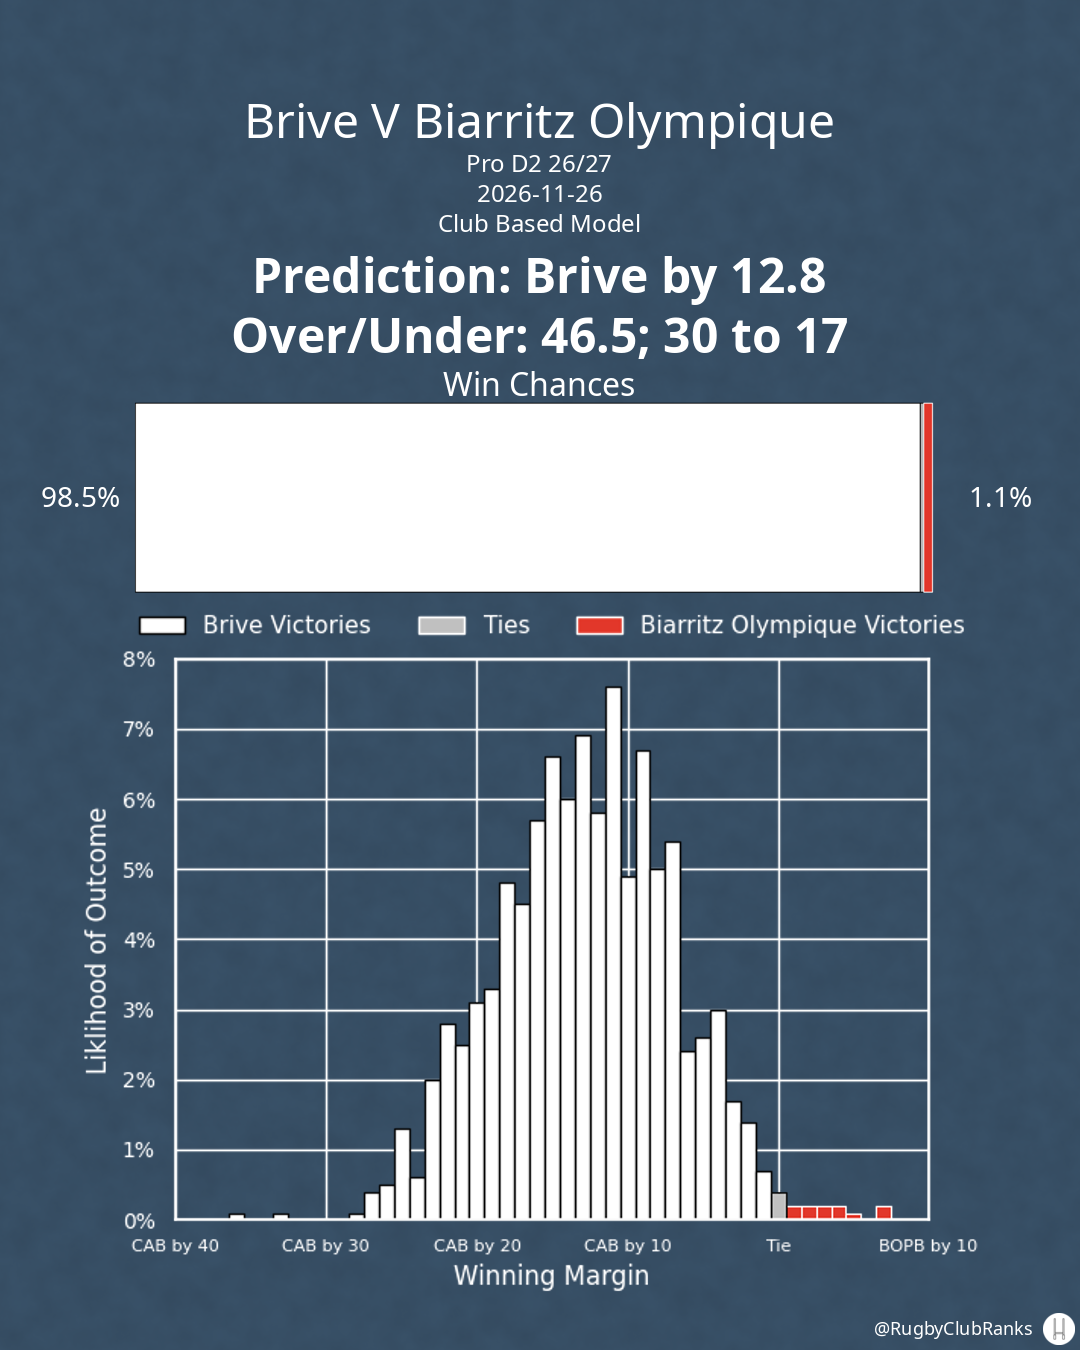 Brive V Biarritz Olympique
Pro D2 26/27
2026-11-26
Club Based Model
Prediction: Brive by 12.8
Over/Under: 46.5; 30 to 17
Win Chances
98.5%
1.1%
Brive Victories
Ties
Biarritz Olympique Victories
8%
7%
6%
5%
4%
3%
2%
1%
0%
Liklihood of Outcome
CAB by 40
CAB by 30
CAB by 20
CAB by 10
Tie
BOPB by 10
Winning Margin
@RugbyClubRanks